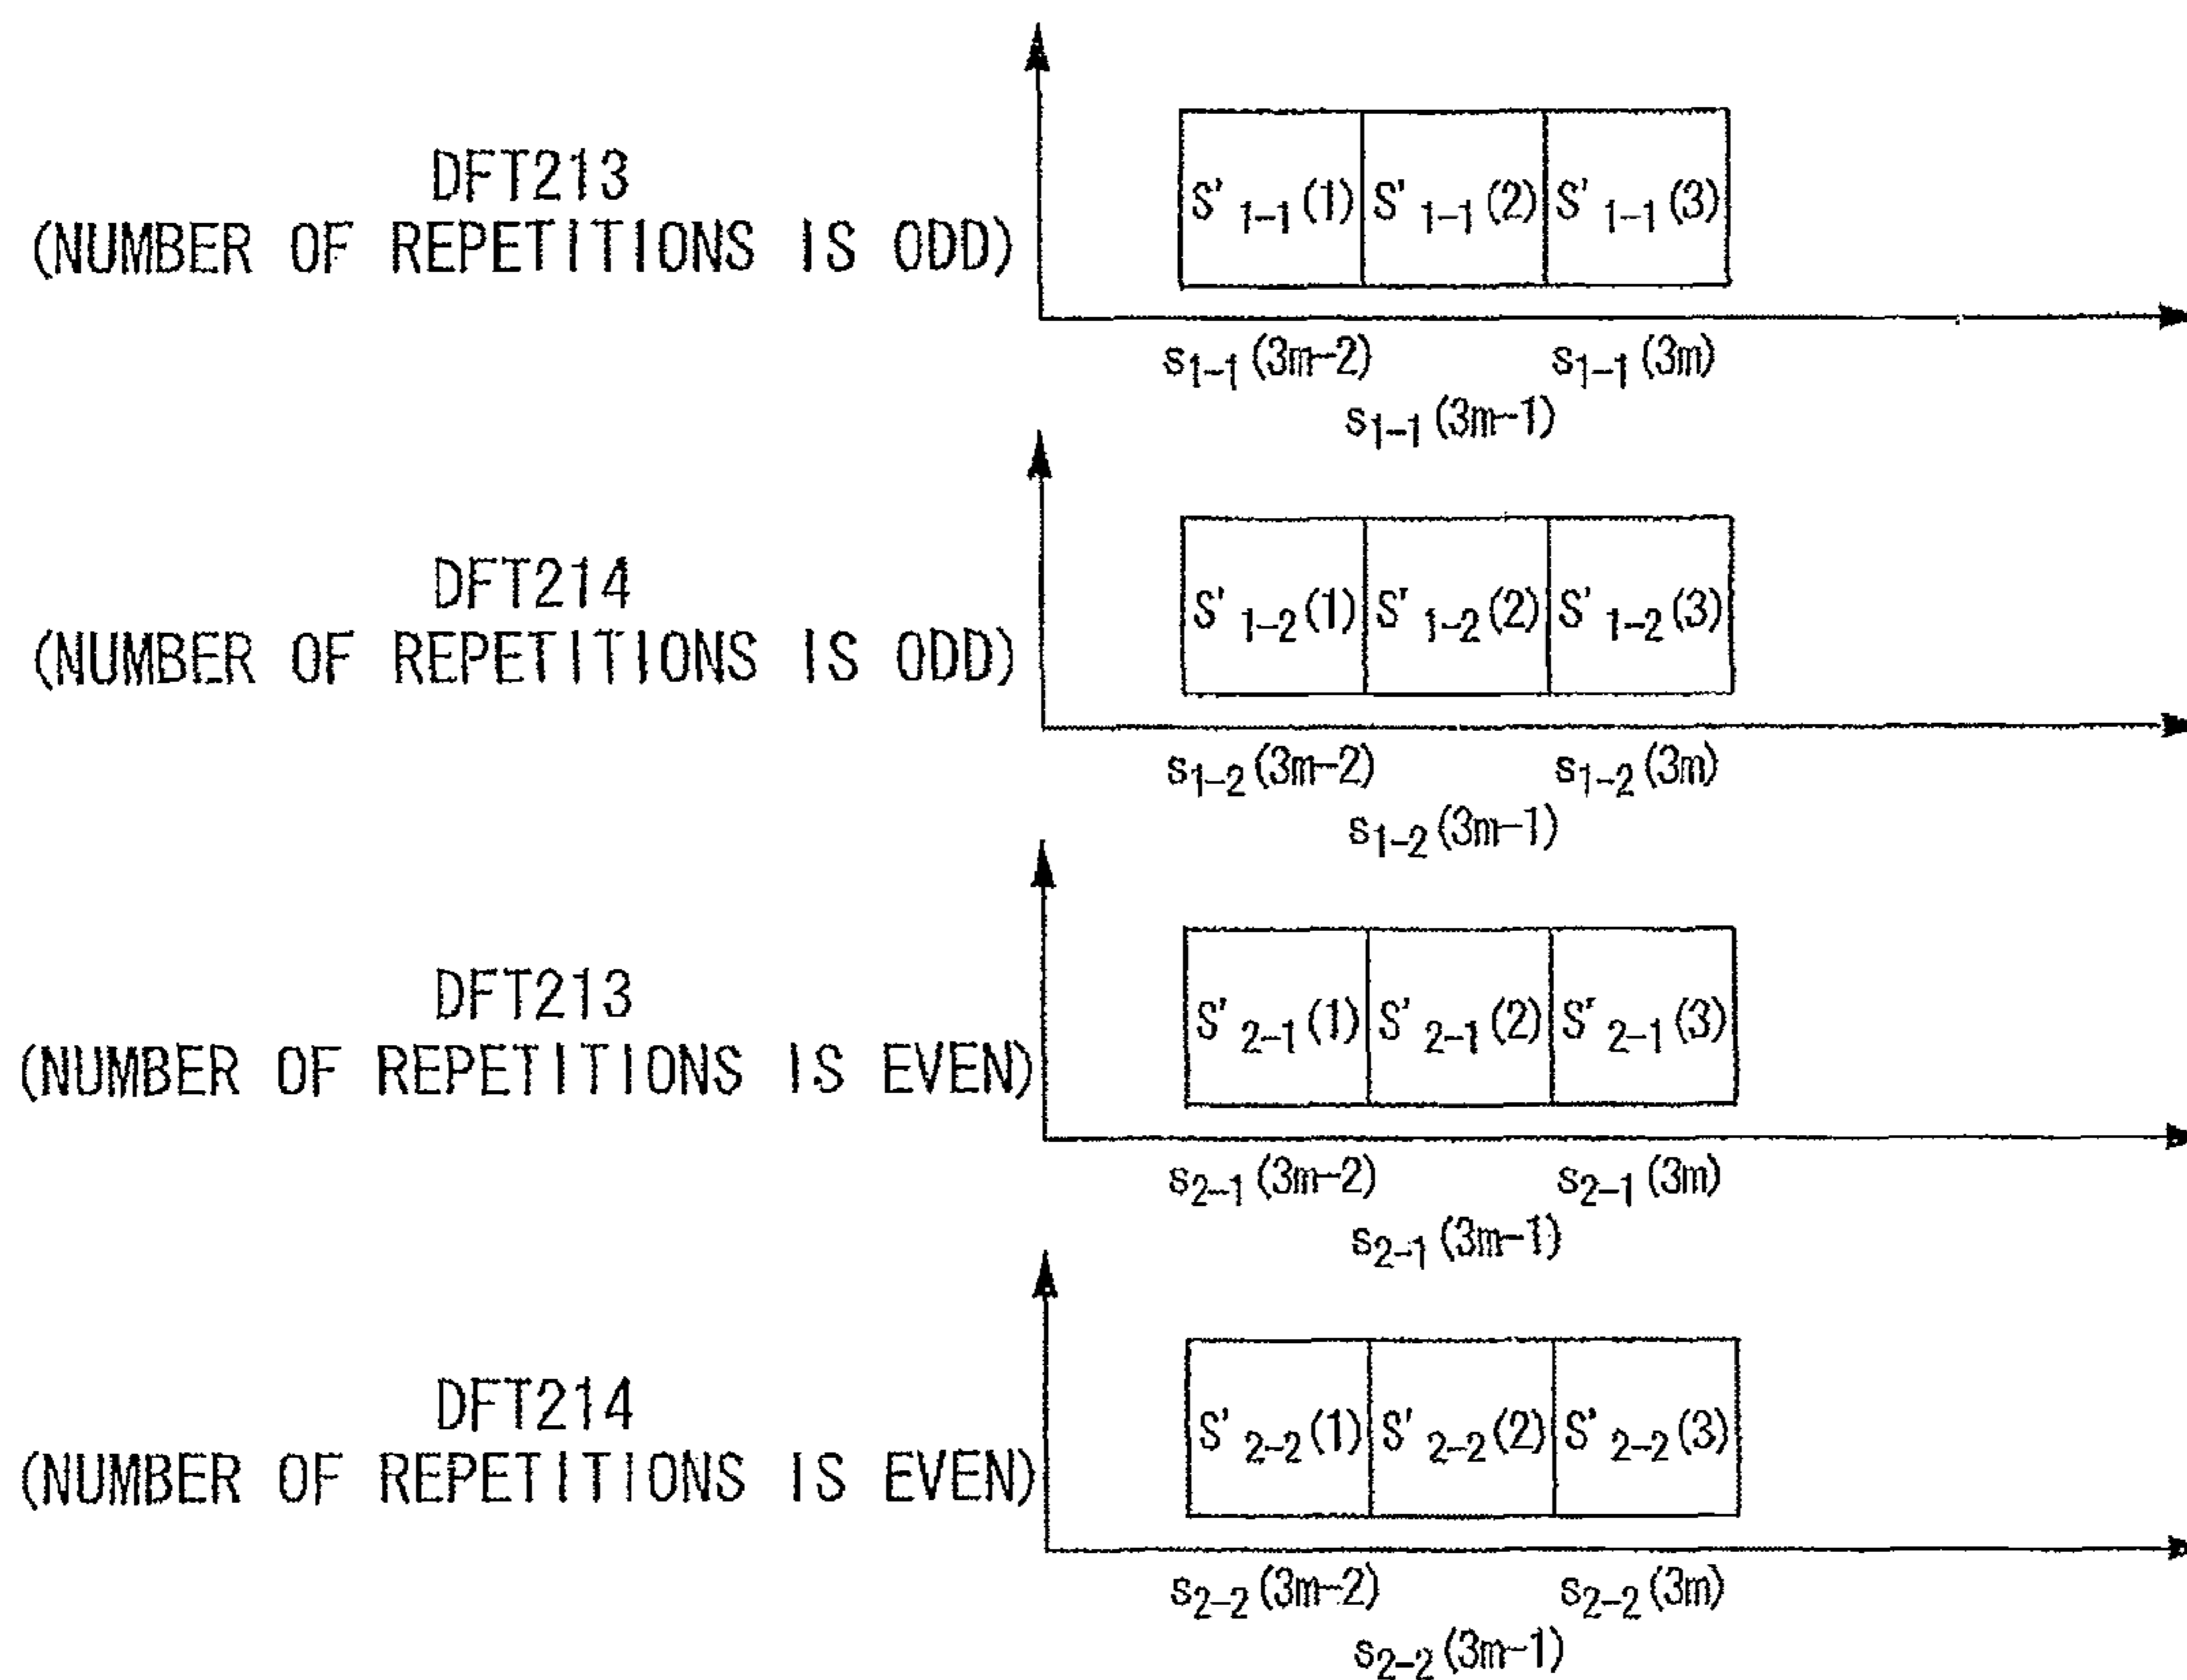 DFT213
(NUMBER OF REPETITIONS IS ODD)
S'1-1(1) S'1-1(2) S'1-1(3)
s1-1(3m-2) s1-1(3m)
s1-1(3m-1)
DFT214
(NUMBER OF REPETITIONS IS ODD)
S'1-2(1) S'1-2(2) S'1-2(3)
s1-2(3m-2) s1-2(3m)
s1-2(3m-1)
DFT213
(NUMBER OF REPETITIONS IS EVEN)
S'2-1(1) S'2-1(2) S'2-1(3)
s2-1(3m-2) s2-1(3m)
s2-1(3m-1)
DFT214
(NUMBER OF REPETITIONS IS EVEN)
S'2-2(1) S'2-2(2) S'2-2(3)
s2-2(3m-2) s2-2(3m)
s2-2(3m-1)